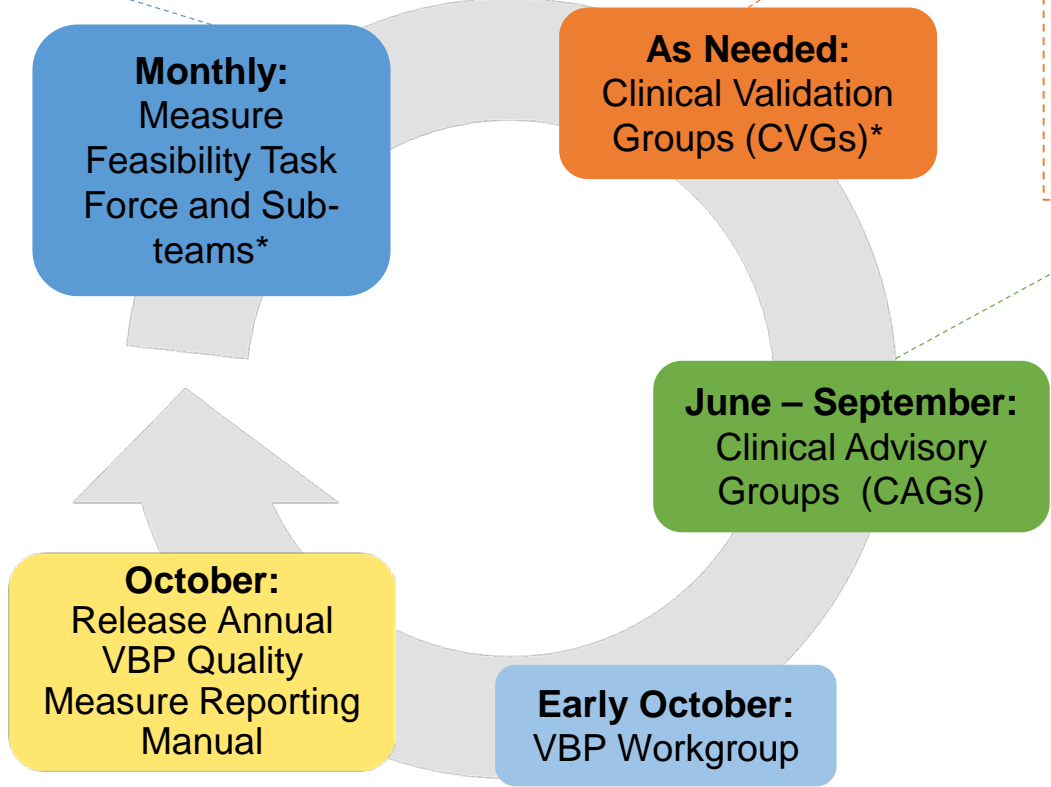 Monthly:
Measure
Feasibility Task
Force and Sub-
teams*
As Needed:
Clinical Validation
Groups (CVGs)*
June – September:
Clinical Advisory
Groups (CAGs)
Early October:
VBP Workgroup
October:
Release Annual
VBP Quality
Measure Reporting
Manual